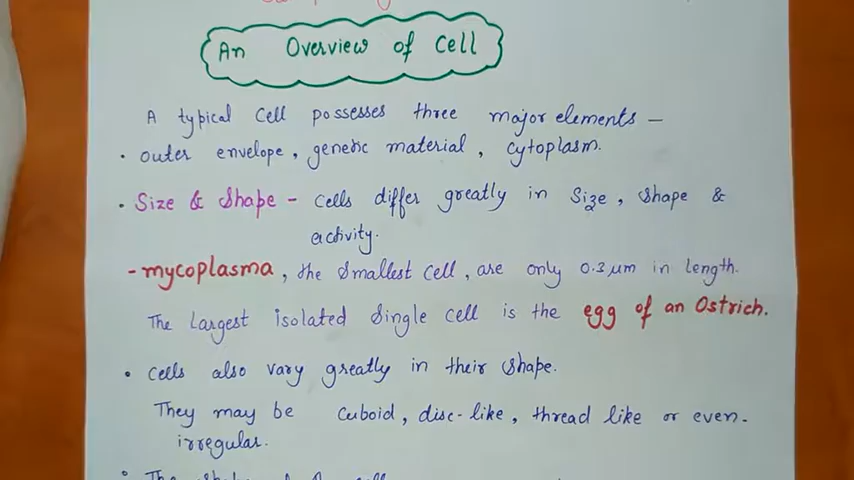 An Overview of Cell
A typical cell possesses three major elements -
• outer envelope, genetic material, cytoplasm.
• Size & Shape - cells differ greatly in Size, shape &
activity.
- mycoplasma, the smallest cell, are only 0.3 μm in length.
The largest isolated single cell is the egg of an Ostrich.
• cells also vary greatly in their shape.
They may be cuboid, disc-like, thread like or even-
irregular.
• The